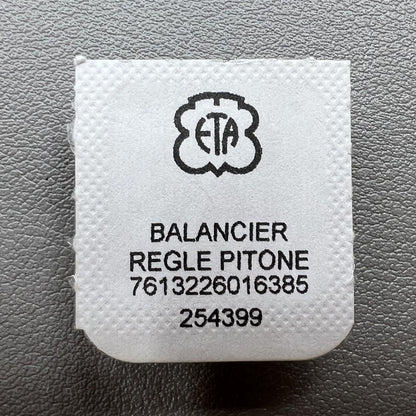 ETA
BALANCIER
REGLE PITONE
7613226016385
254399